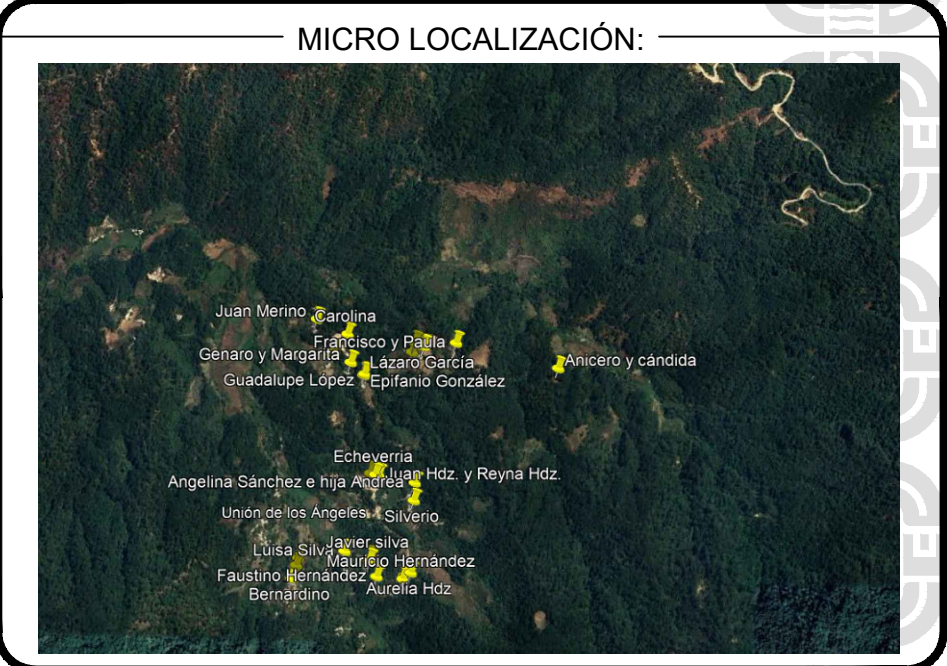 MICRO LOCALIZACIÓN:
Juan Merino
Carolina
Francisco y Paula
Genaro y Margarita
Lázaro García
Anicero y cándida
Guadalupe López
Epifanio González
Echeverria
Juan Hdz. y Reyna Hdz.
Angelina Sánchez e hija Andrea
Unión de los Ángeles
Silverio
Javier silva
Luisa Silva
Mauricio Hernández
Faustino Hernández
Aurelia Hdz
Bernardino